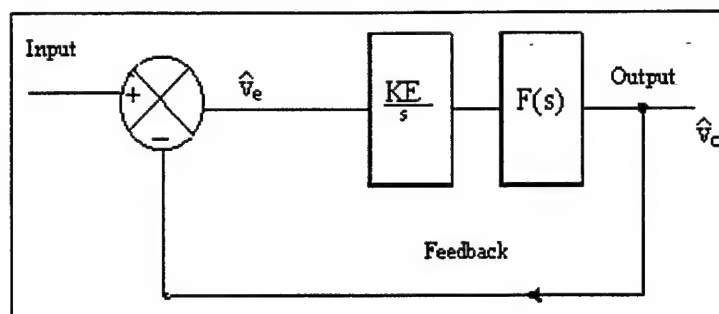 Input
+
−
v̂e
KE
s
F(s)
Output
v̂c
Feedback